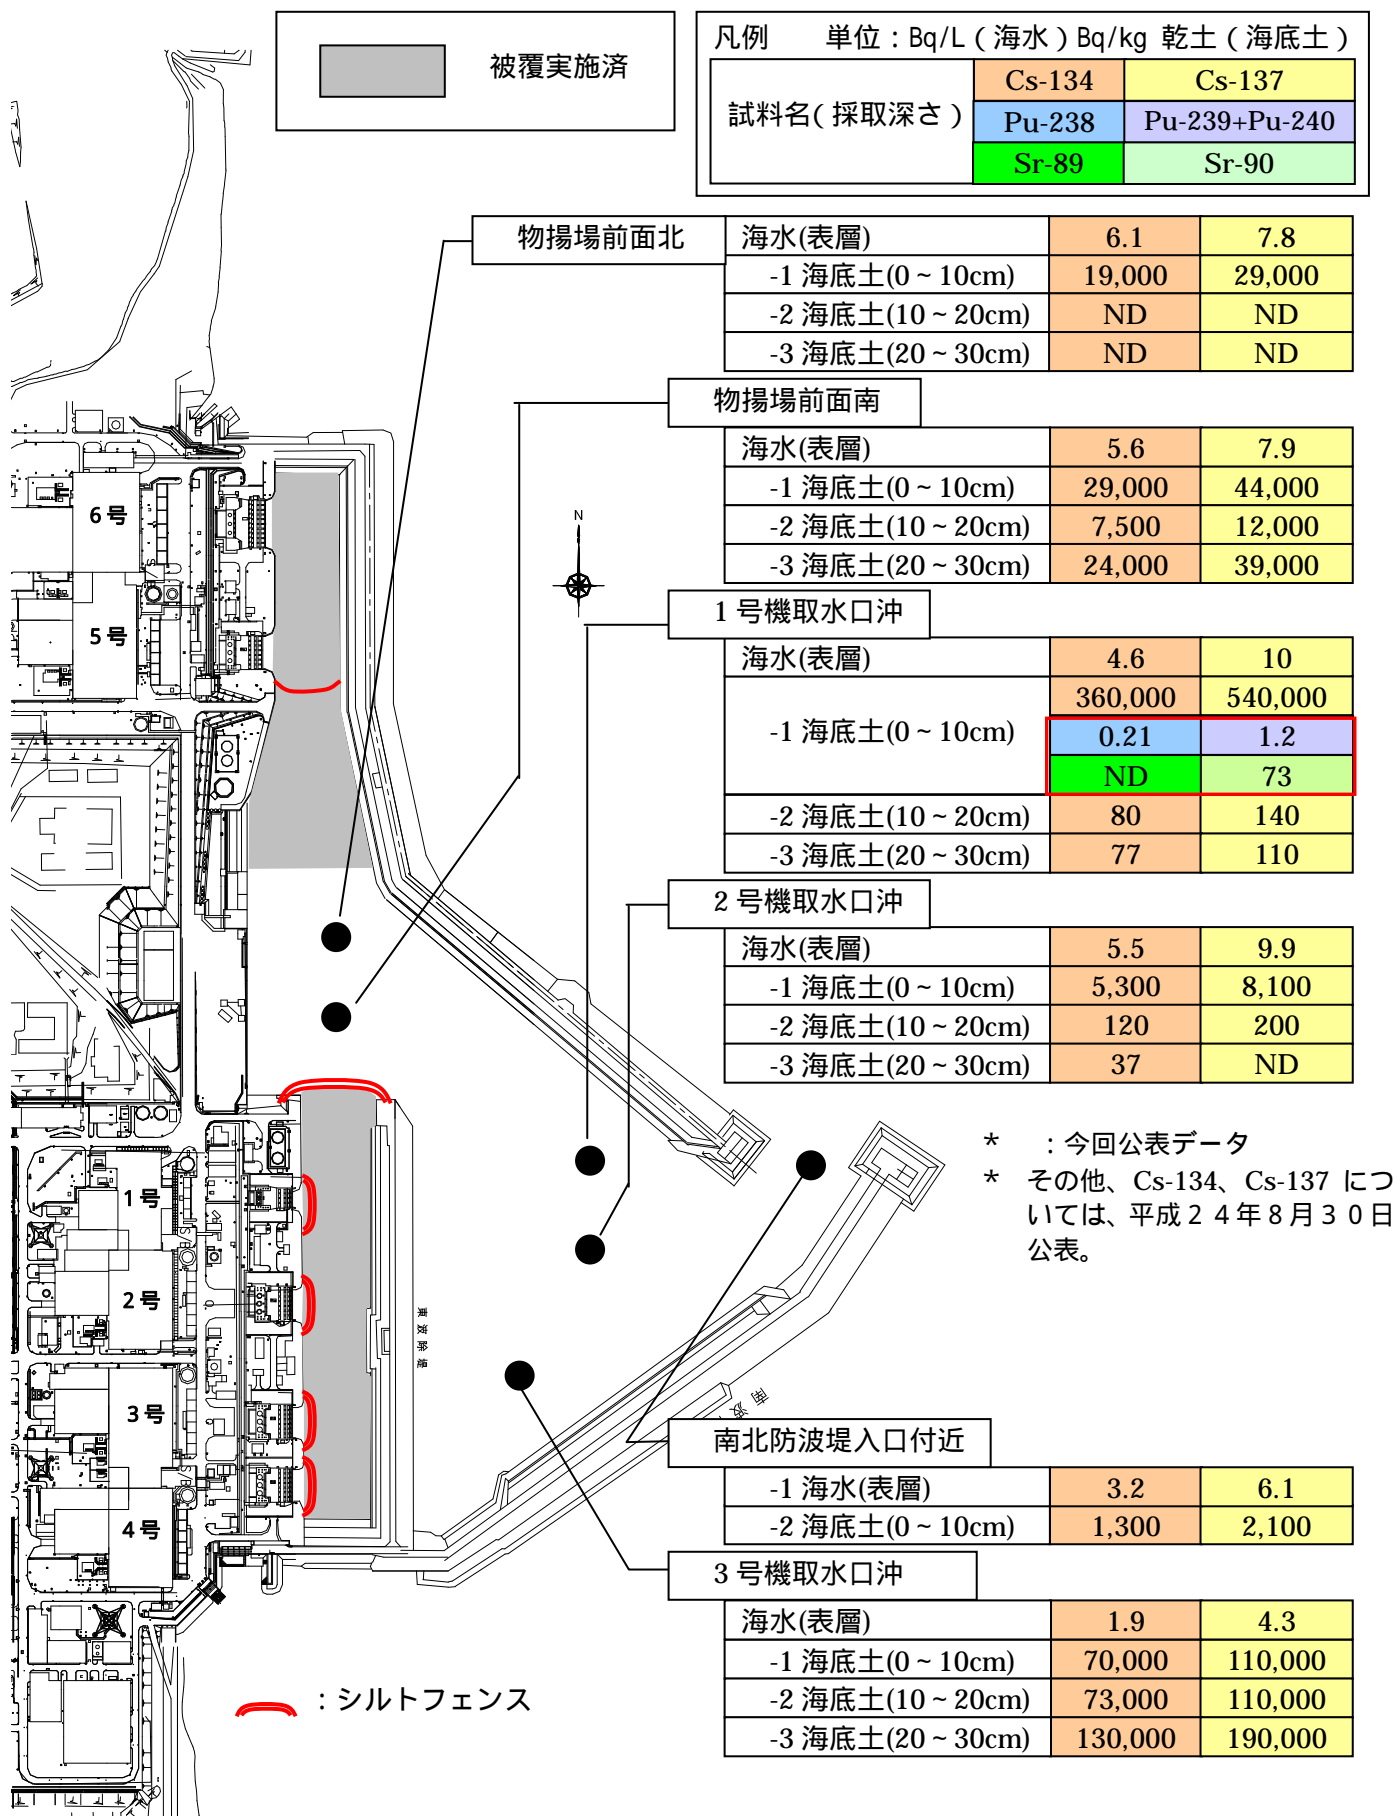 被覆実施済
凡例 単位：Bq/L（海水）Bq/kg 乾土（海底土）
試料名(採取深さ) Cs-134 Cs-137
Pu-238 Pu-239+Pu-240
Sr-89 Sr-90
物揚場前面北
海水(表層) 6.1 7.8
-1 海底土(0～10cm) 19,000 29,000
-2 海底土(10～20cm) ND ND
-3 海底土(20～30cm) ND ND
物揚場前面南
海水(表層) 5.6 7.9
-1 海底土(0～10cm) 29,000 44,000
-2 海底土(10～20cm) 7,500 12,000
-3 海底土(20～30cm) 24,000 39,000
1号機取水口沖
海水(表層) 4.6 10
-1 海底土(0～10cm) 360,000 540,000
0.21 1.2
ND 73
-2 海底土(10～20cm) 80 140
-3 海底土(20～30cm) 77 110
2号機取水口沖
海水(表層) 5.5 9.9
-1 海底土(0～10cm) 5,300 8,100
-2 海底土(10～20cm) 120 200
-3 海底土(20～30cm) 37 ND
* ：今回公表データ
* その他、Cs-134、Cs-137 につ
いては、平成24年8月30日
公表。
南北防波堤入口付近
-1 海水(表層) 3.2 6.1
-2 海底土(0～10cm) 1,300 2,100
3号機取水口沖
海水(表層) 1.9 4.3
-1 海底土(0～10cm) 70,000 110,000
-2 海底土(10～20cm) 73,000 110,000
-3 海底土(20～30cm) 130,000 190,000
N
6号
5号
1号
2号
3号
4号
東波除堤
：シルトフェンス